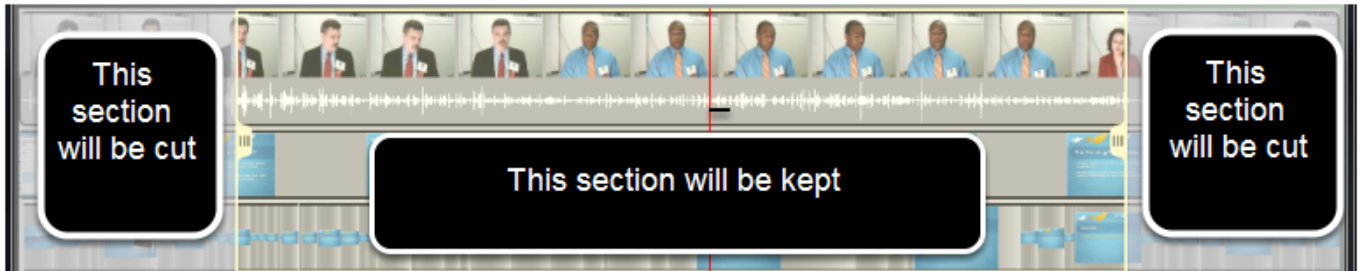 This
section
will be cut
This section will be kept
This
section
will be cut